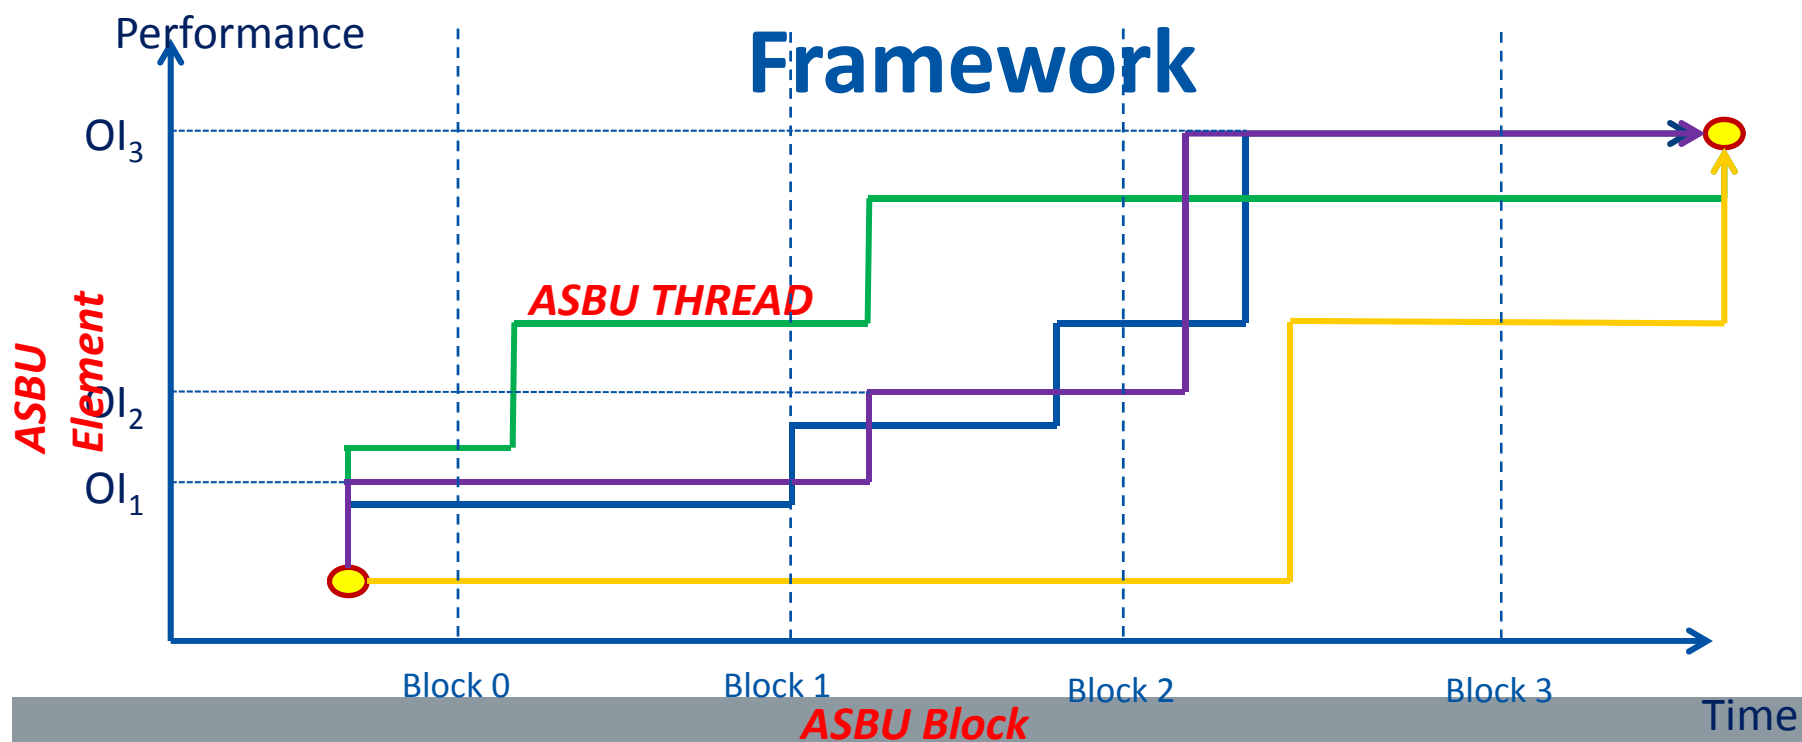 Performance
Framework
OI3
ASBU THREAD
ASBU
Element
OI2
OI1
Block 0
Block 1
Block 2
Block 3
Time
ASBU Block